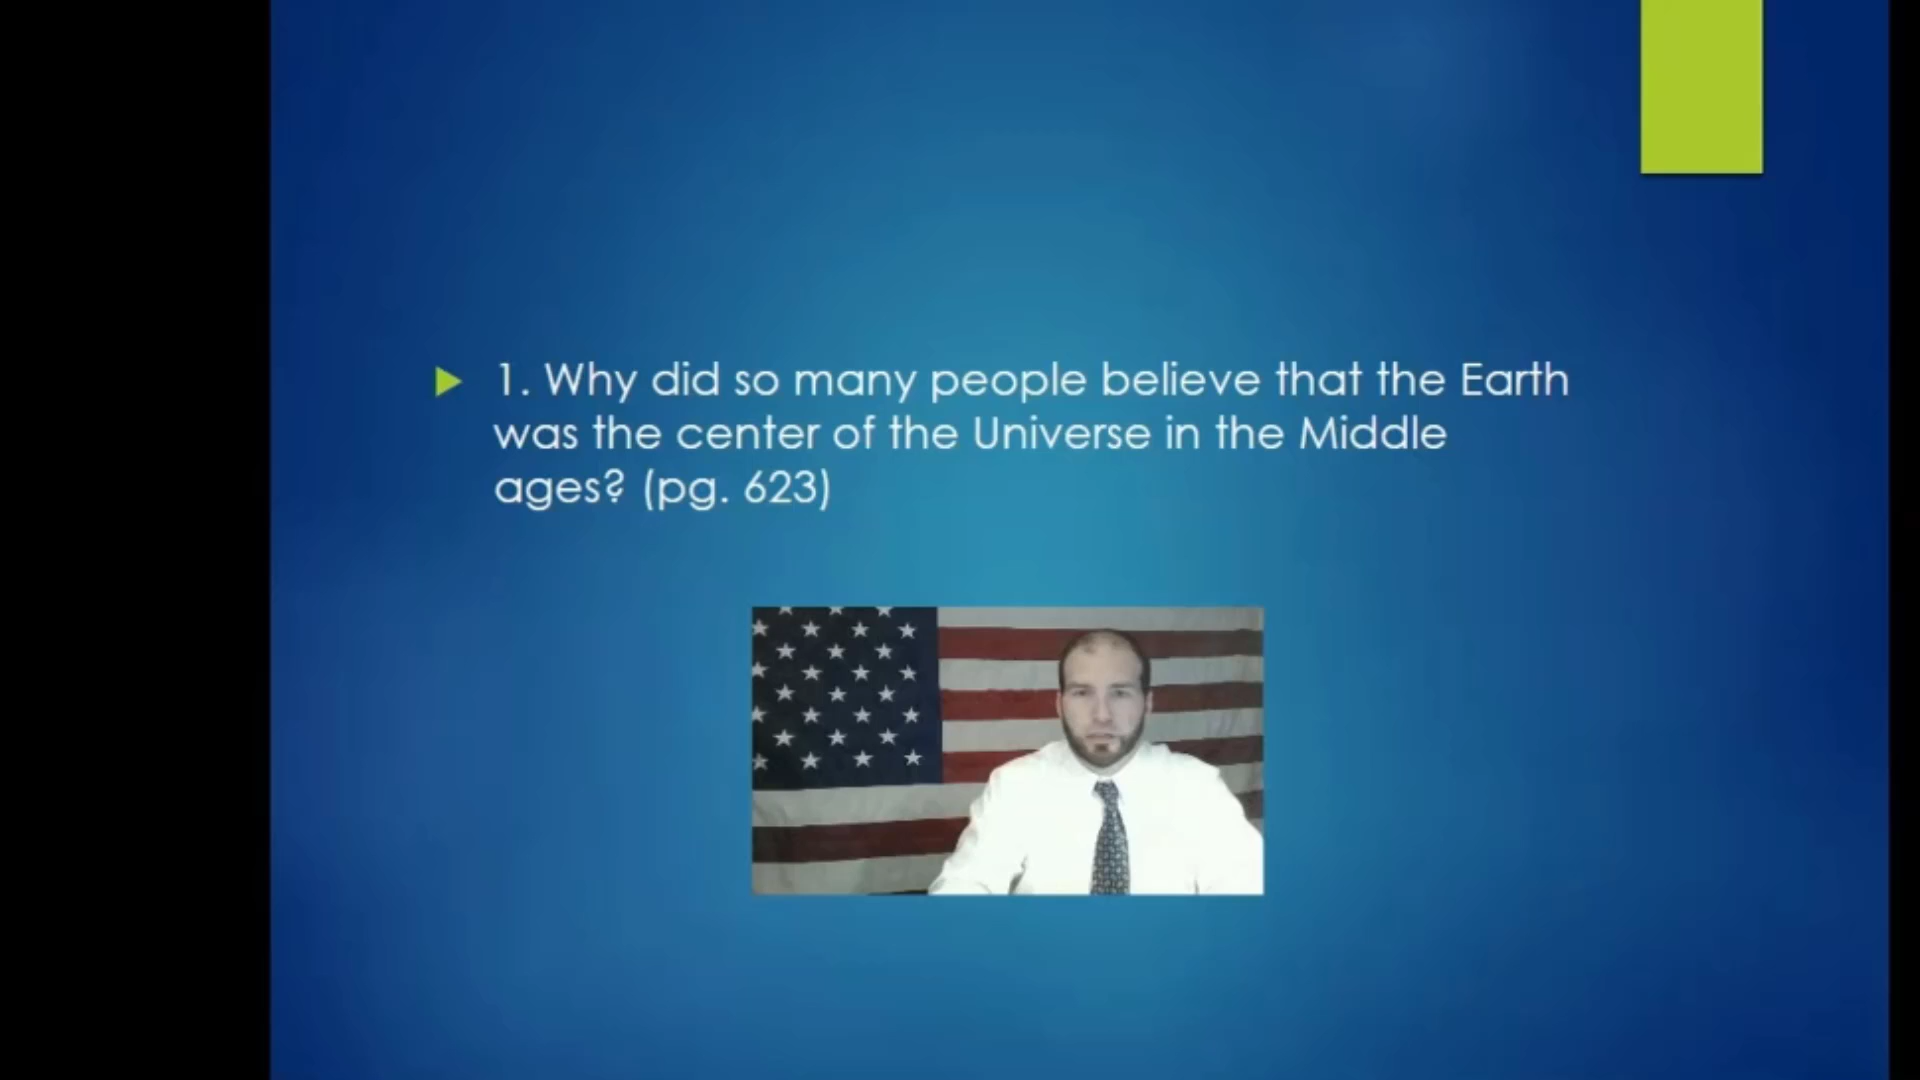 1. Why did so many people believe that the Earth
was the center of the Universe in the Middle
ages? (pg. 623)